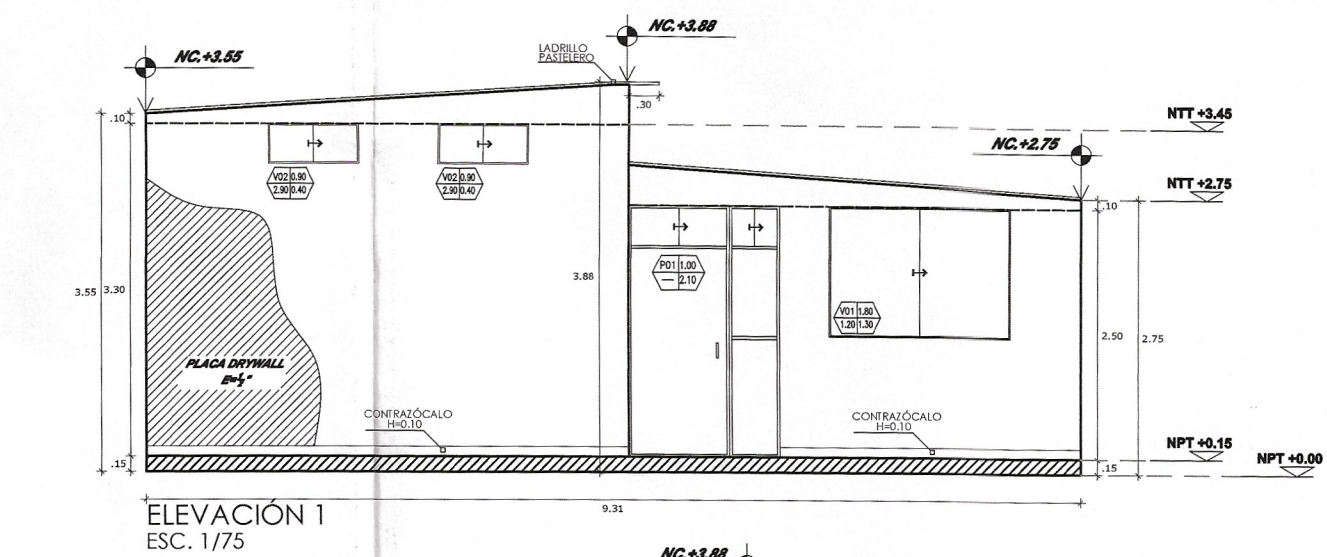 NC.+3.88
NC.+3.55
LADRILLO
PASTELERO
.30
.10
NTT +3.45
NC.+2.75
V02 0.90
2.90 0.40
V02 0.90
2.90 0.40
NTT +2.75
.10
P01 1.00
— 2.10
3.55
3.30
3.88
V01 1.80
1.20 1.30
2.50
2.75
PLACA DRYWALL
E=½"
CONTRAZÓCALO
H=0.10
CONTRAZÓCALO
H=0.10
NPT +0.15
NPT +0.00
.15
.15
9.31
ELEVACIÓN 1
ESC. 1/75
NC.+3.88